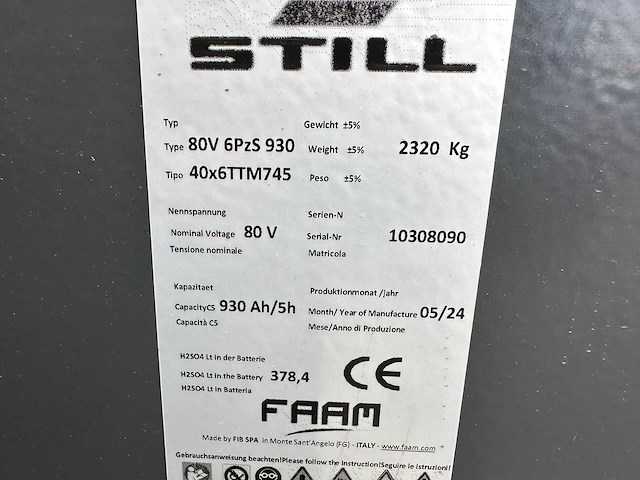 STILL
Typ Gewicht ±5%
Type 80V 6PzS 930 Weight ±5% 2320 Kg
Tipo 40x6TTM745 Peso ±5%
Nennspannung Serien-N
Nominal Voltage 80 V Serial-Nr 10308090
Tensione nominale Matricola
Kapazitaet Produktionmonat /jahr
CapacityC5 930 Ah/5h Month/ Year of Manufacture 05/24
Capacità C5 Mese/Anno di Produzione
H2SO4 Lt in der Batterie
H2SO4 Lt in the Battery 378,4 CE
H2SO4 Lt in Batteria
FAAM
Made by FIB SPA in Monte Sant'Angelo (FG) - ITALY - www.faam.com
Gebrauchsanweisung beachten!Please follow the Instruction!Seguire le istruzioni!